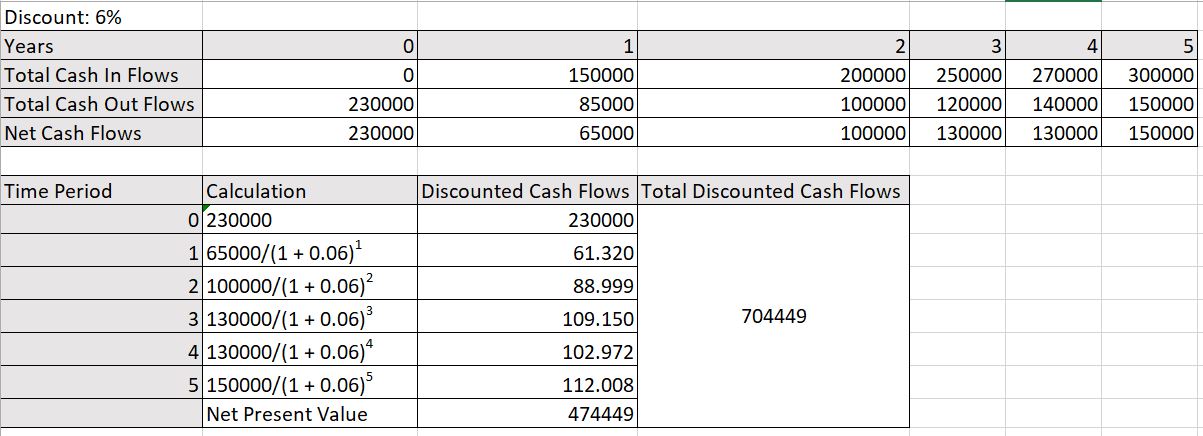 Discount: 6%
Years 0 1 2 3 4 5
Total Cash In Flows 0 150000 200000 250000 270000 300000
Total Cash Out Flows 230000 85000 100000 120000 140000 150000
Net Cash Flows 230000 65000 100000 130000 130000 150000
Time Period Calculation Discounted Cash Flows Total Discounted Cash Flows
0 230000 230000
1 65000/(1 + 0.06)¹ 61.320
2 100000/(1 + 0.06)² 88.999
3 130000/(1 + 0.06)³ 109.150
704449
4 130000/(1 + 0.06)⁴ 102.972
5 150000/(1 + 0.06)⁵ 112.008
Net Present Value 474449